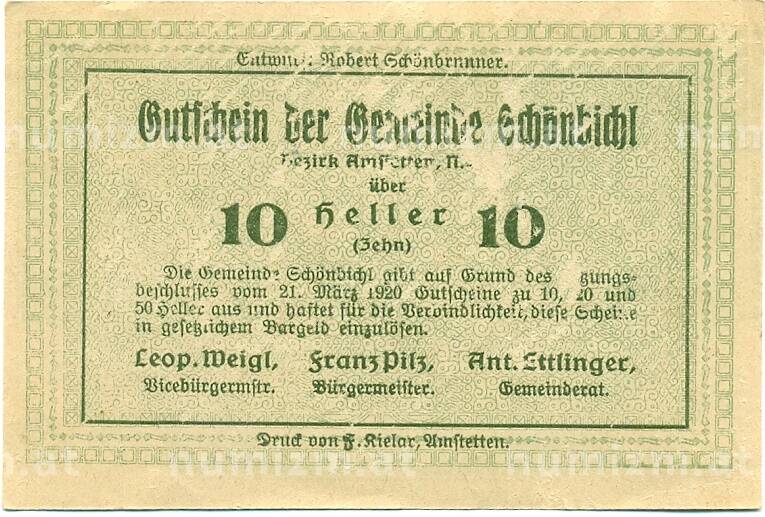 Entwurf: Robert Schönbrunner.
Gutschein der Gemeinde Schönbichl
Bezirk Amstetten, N.-
über
10 Heller 10
(Zehn)
Die Gemeinde Schönbichl gibt auf Grund des
beschlusses vom 21. März 1920 Gutscheine zu 10, 20 und
50 Heller aus und haftet für die Verbindlichkeit, diese Scheine
in gesetzlichem Bargeld einzulösen.
Leop. Weigl, Franz Pilz, Ant. Ettlinger,
Vicebürgermstr. Bürgermeister. Gemeinderat.
Druck von F. Kielar, Amstetten.
numizm.at